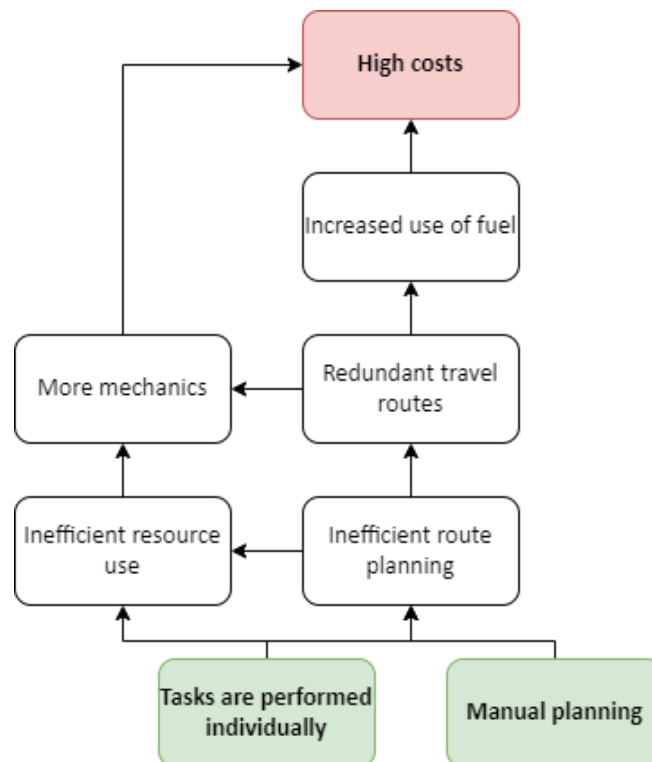 High costs
Increased use of fuel
More mechanics
Redundant travel
routes
Inefficient resource
use
Inefficient route
planning
Tasks are performed
individually
Manual planning